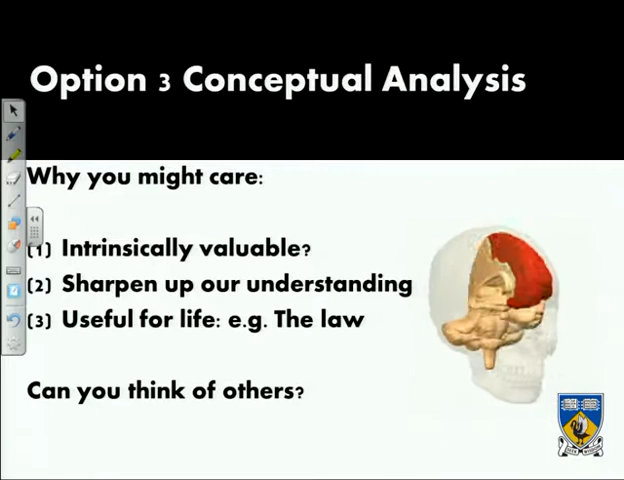 Option 3 Conceptual Analysis
Why you might care:
(1) Intrinsically valuable?
(2) Sharpen up our understanding
(3) Useful for life: e.g. The law
Can you think of others?